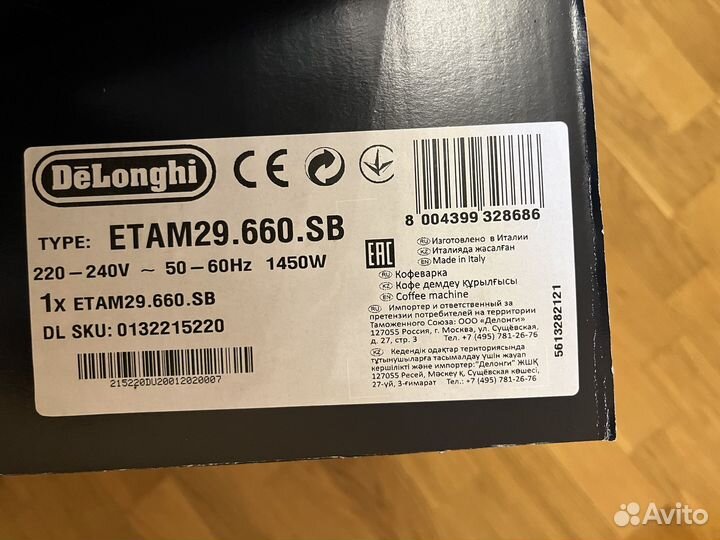 DēLonghi
CE
TYPE: ETAM29.660.SB
220-240V ~ 50-60Hz 1450W
1x ETAM29.660.SB
DL SKU: 0132215220
215220DU20012020007
8 004399 328686
EAC
RU Изготовлено в Италии
KZ Италияда жасалған
EN Made in Italy
RU Кофеварка
KZ Кофе демдеу құрылғысы
EN Coffee machine
RU Импортер и ответственный за
претензии потребителей на территории
Таможенного Союза: ООО «Делонги»
127055 Россия, г. Москва, ул. Сущёвская,
д. 27, стр. 3 Тел. +7 (495) 781-26-76
KZ Кедендік одақтар территориясында
тұтынушыларға тасымалдау үшін жауап
керщілікті және импортер:"Делонги" ЖШҚ
127055 Ресей, Мәскеу қ, Сущёвская көшесі,
27-үй, 3-ғимарат Тел.: +7 (495) 781-26-76
5613282121
Avito